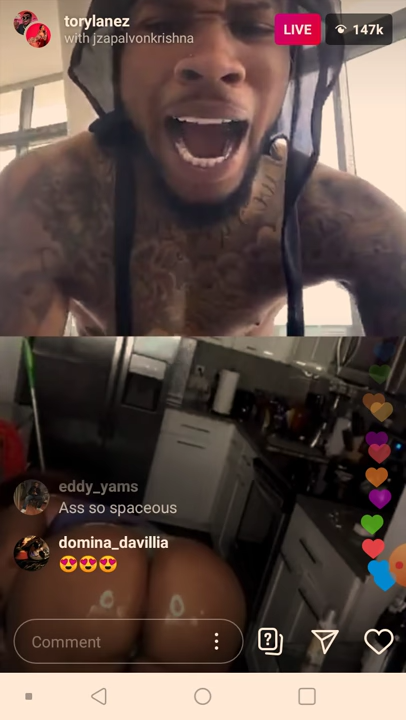 torylanez
LIVE
147k
with jzapalvonkrishna
eddy_yams
Ass so spaceous
domina_davillia
😍😍😍
Comment